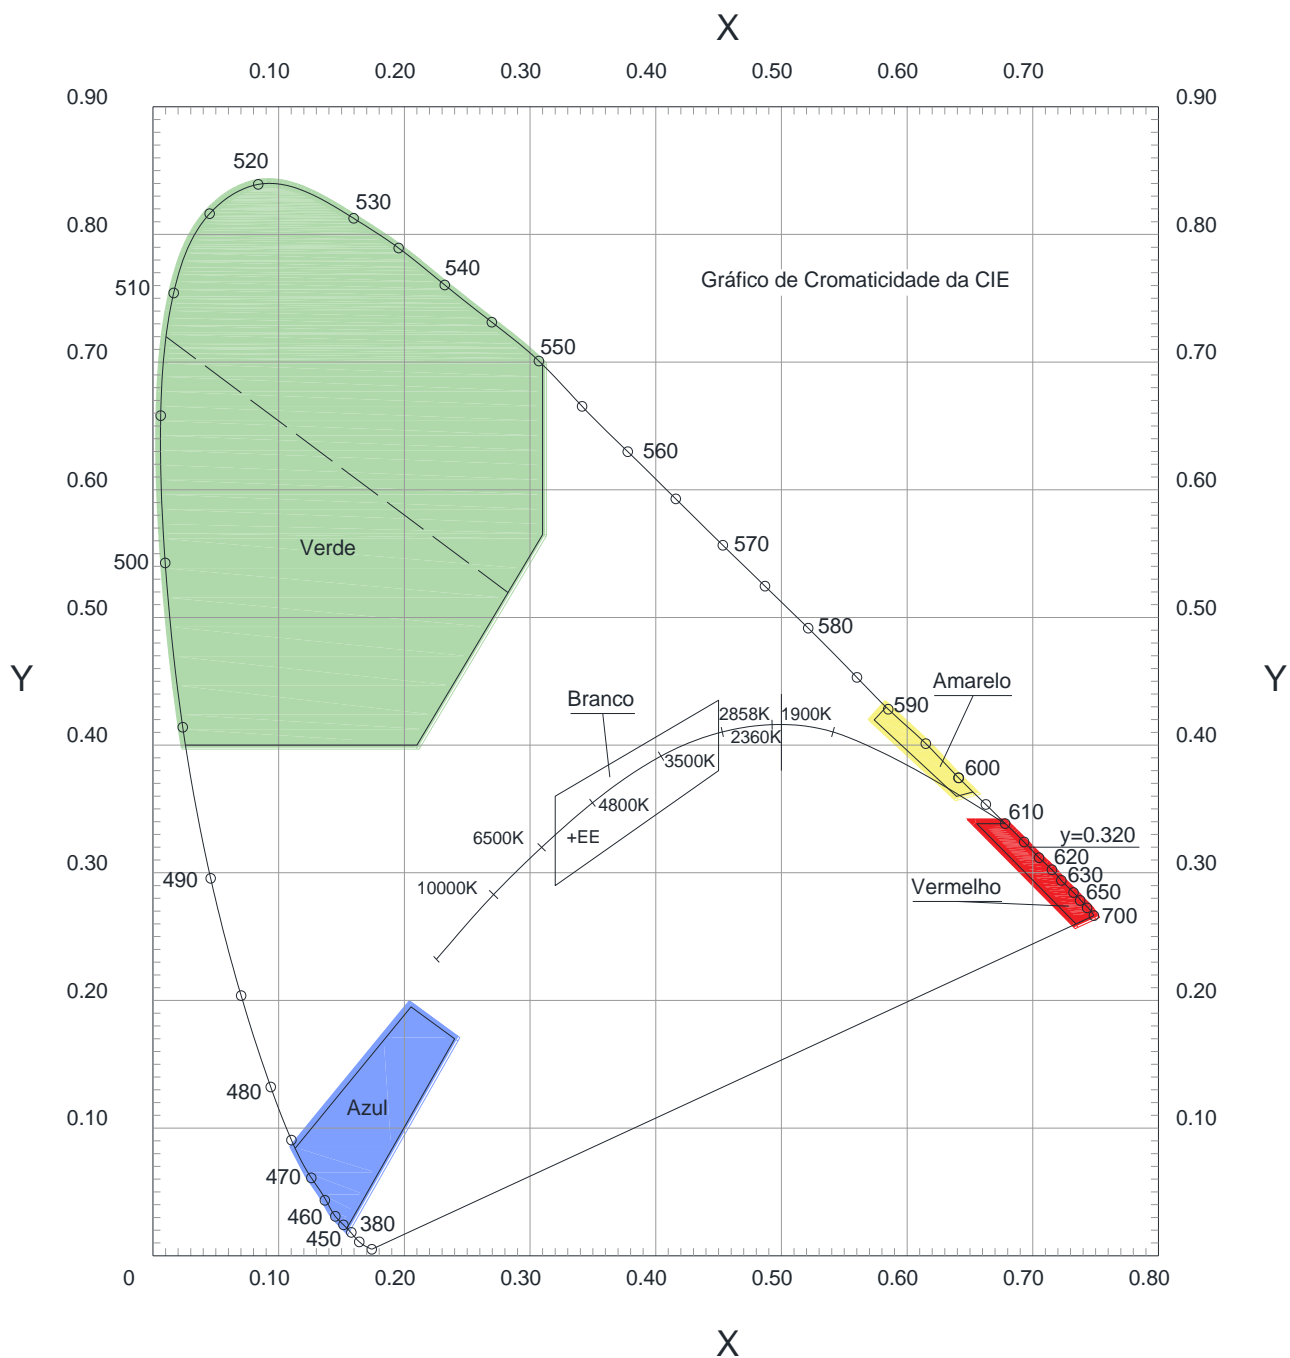 X
0.10 0.20 0.30 0.40 0.50 0.60 0.70
0.90 0.90
520
530
0.80 0.80
540
Gráfico de Cromaticidade da CIE
510
550
0.70 0.70
560
0.60 0.60
570
Verde
500
0.50 0.50
580
Y Y
Amarelo
Branco
590
2858K 1900K
0.40 2360K 0.40
3500K
600
4800K
610
6500K +EE y=0.320
620
0.30 0.30
630
490
10000K Vermelho 650
700
0.20 0.20
480
Azul
0.10 0.10
470
460 380
450
0 0.10 0.20 0.30 0.40 0.50 0.60 0.70 0.80
X